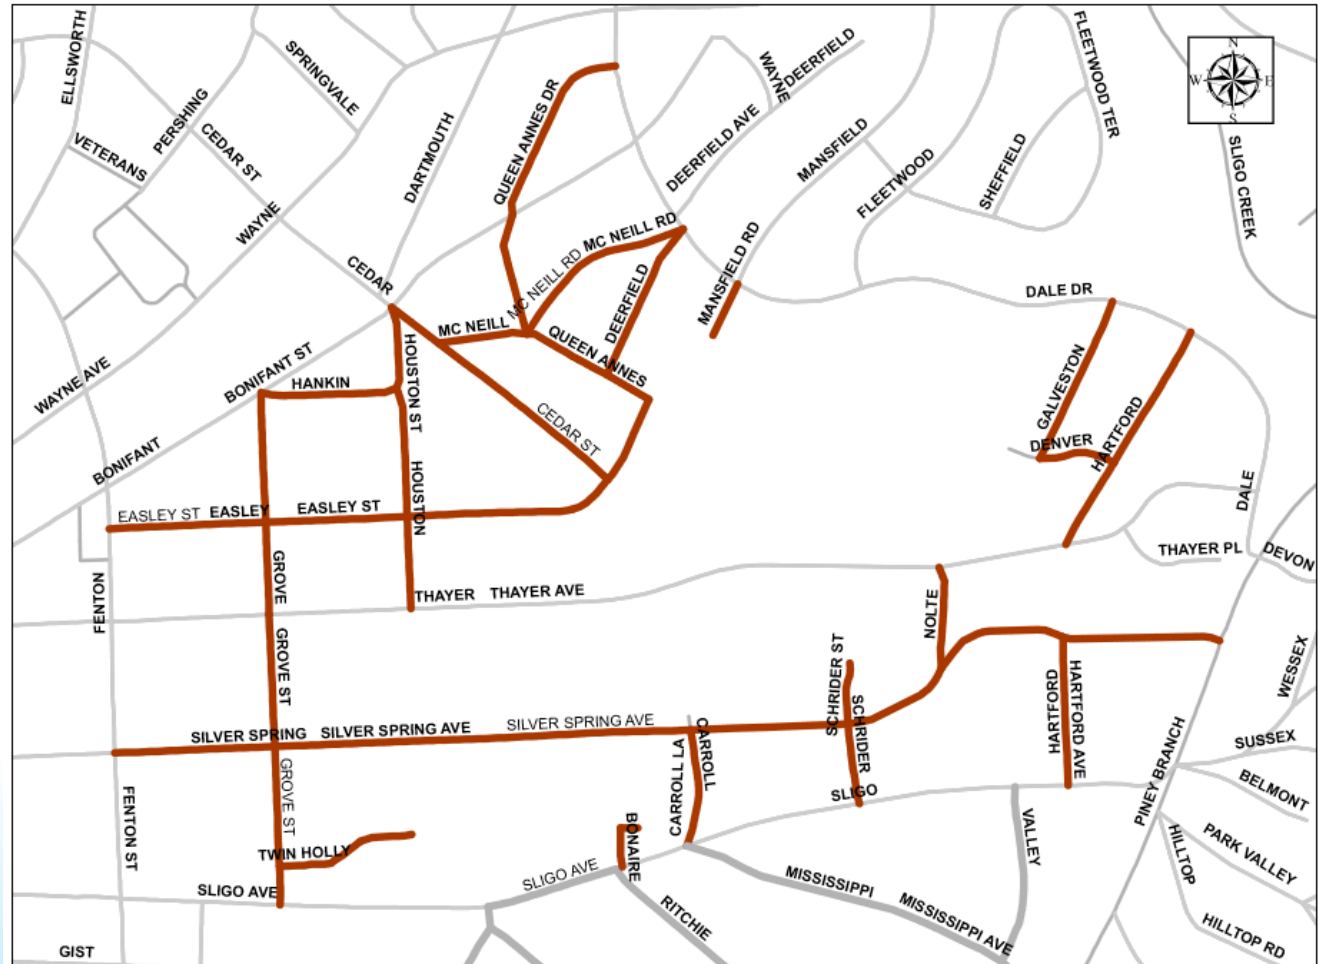 ELLSWORTH
SPRINGVALE
PERSHING
CEDAR ST
VETERANS
WAYNE
DARTMOUTH
QUEEN ANNES DR
WAYNE
DEERFIELD
DEERFIELD AVE
MANSFIELD
FLEETWOOD
FLEETWOOD TER
SHEFFIELD
N
W
E
S
SLIGO CREEK
CEDAR
MC NEILL RD
MC NEILL RD
MC NEILL
DEERFIELD
MANSFIELD RD
DALE DR
QUEEN ANNES
HOUSTON ST
HANKIN
BONIFANT ST
WAYNE AVE
BONIFANT
CEDAR ST
GALVESTON
DENVER
HARTFORD
DALE
EASLEY ST
EASLEY
EASLEY ST
HOUSTON
THAYER PL
DEVON
FENTON
GROVE
THAYER
THAYER AVE
NOLTE
GROVE ST
SCHRIDER ST
SCHRIDER
HARTFORD
HARTFORD AVE
WESSEX
SILVER SPRING
SILVER SPRING AVE
SILVER SPRING AVE
CARROLL
CARROLL LA
SLIGO
SUSSEX
PINEY BRANCH
BELMONT
FENTON ST
GROVE ST
TWIN HOLLY
BONAIRE
VALLEY
HILLTOP
PARK VALLEY
SLIGO AVE
SLIGO AVE
MISSISSIPPI
MISSISSIPPI AVE
RITCHIE
HILLTOP RD
GIST